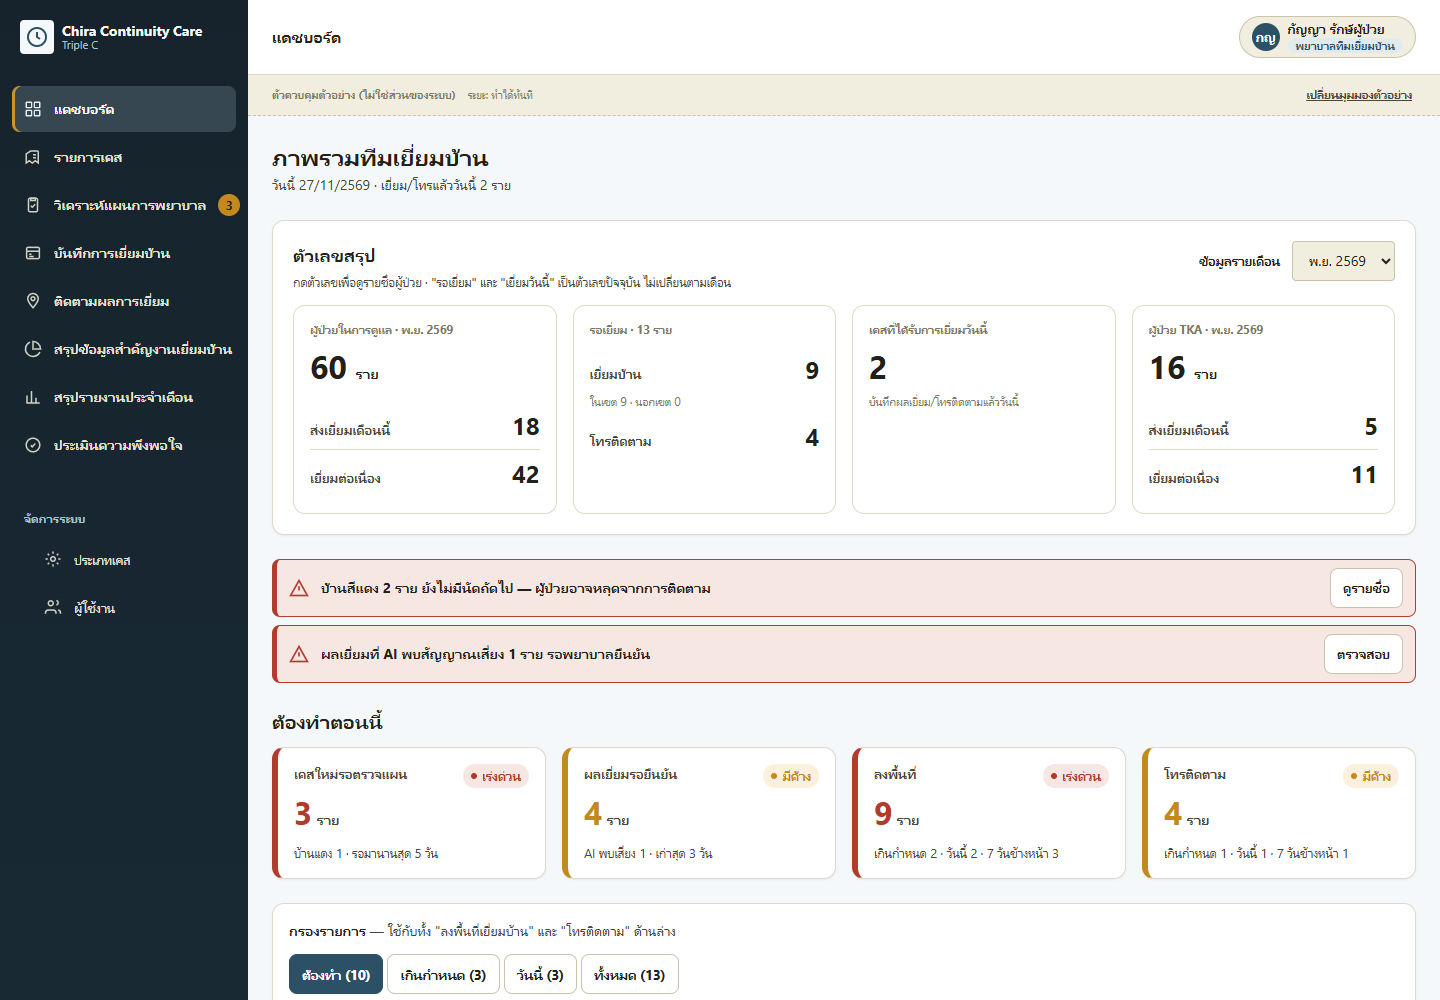 Chira Continuity Care
Triple C
แดชบอร์ด
รายการเคส
วิเคราะห์แผนการพยาบาล 3
บันทึกการเยี่ยมบ้าน
ติดตามผลการเยี่ยม
สรุปข้อมูลสำคัญงานเยี่ยมบ้าน
สรุปรายงานประจำเดือน
ประเมินความพึงพอใจ
จัดการระบบ
ประเภทเคส
ผู้ใช้งาน
แดชบอร์ด
กญ
กัญญา รักษ์ผู้ป่วย
พยาบาลทีมเยี่ยมบ้าน
ตัวควบคุมตัวอย่าง (ไม่ใช่ส่วนของระบบ) ระยะ: ทำได้ทันที
เปลี่ยนมุมมองตัวอย่าง
ภาพรวมทีมเยี่ยมบ้าน
วันนี้ 27/11/2569 · เยี่ยม/โทรแล้ววันนี้ 2 ราย
ตัวเลขสรุป
กดตัวเลขเพื่อดูรายชื่อผู้ป่วย · "รอเยี่ยม" และ "เยี่ยมวันนี้" เป็นตัวเลขปัจจุบัน ไม่เปลี่ยนตามเดือน
ข้อมูลรายเดือน
พ.ย. 2569
ผู้ป่วยในการดูแล · พ.ย. 2569
60 ราย
ส่งเยี่ยมเดือนนี้ 18
เยี่ยมต่อเนื่อง 42
รอเยี่ยม · 13 ราย
เยี่ยมบ้าน 9
ในเขต 9 · นอกเขต 0
โทรติดตาม 4
เคสที่ได้รับการเยี่ยมวันนี้
2
บันทึกผลเยี่ยม/โทรติดตามแล้ววันนี้
ผู้ป่วย TKA · พ.ย. 2569
16 ราย
ส่งเยี่ยมเดือนนี้ 5
เยี่ยมต่อเนื่อง 11
บ้านสีแดง 2 ราย ยังไม่มีนัดถัดไป — ผู้ป่วยอาจหลุดจากการติดตาม
ดูรายชื่อ
ผลเยี่ยมที่ AI พบสัญญาณเสี่ยง 1 ราย รอพยาบาลยืนยัน
ตรวจสอบ
ต้องทำตอนนี้
เคสใหม่รอตรวจแผน
เร่งด่วน
3 ราย
บ้านแดง 1 · รอมานานสุด 5 วัน
ผลเยี่ยมรอยืนยัน
มีค้าง
4 ราย
AI พบเสี่ยง 1 · เก่าสุด 3 วัน
ลงพื้นที่
เร่งด่วน
9 ราย
เกินกำหนด 2 · วันนี้ 2 · 7 วันข้างหน้า 3
โทรติดตาม
มีค้าง
4 ราย
เกินกำหนด 1 · วันนี้ 1 · 7 วันข้างหน้า 1
กรองรายการ — ใช้กับทั้ง "ลงพื้นที่เยี่ยมบ้าน" และ "โทรติดตาม" ด้านล่าง
ต้องทำ (10)
เกินกำหนด (3)
วันนี้ (3)
ทั้งหมด (13)